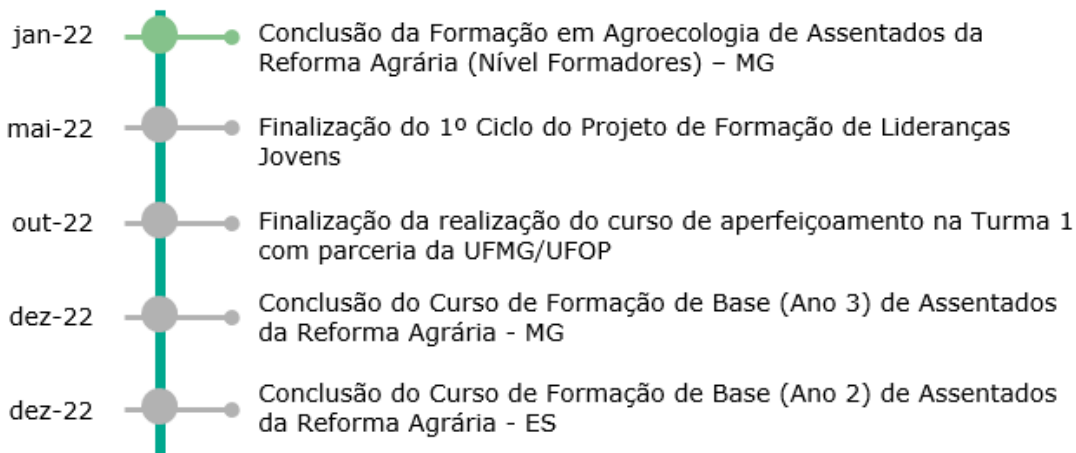 jan-22
Conclusão da Formação em Agroecologia de Assentados da
Reforma Agrária (Nível Formadores) – MG
mai-22
Finalização do 1º Ciclo do Projeto de Formação de Lideranças
Jovens
out-22
Finalização da realização do curso de aperfeiçoamento na Turma 1
com parceria da UFMG/UFOP
dez-22
Conclusão do Curso de Formação de Base (Ano 3) de Assentados
da Reforma Agrária - MG
dez-22
Conclusão do Curso de Formação de Base (Ano 2) de Assentados
da Reforma Agrária - ES